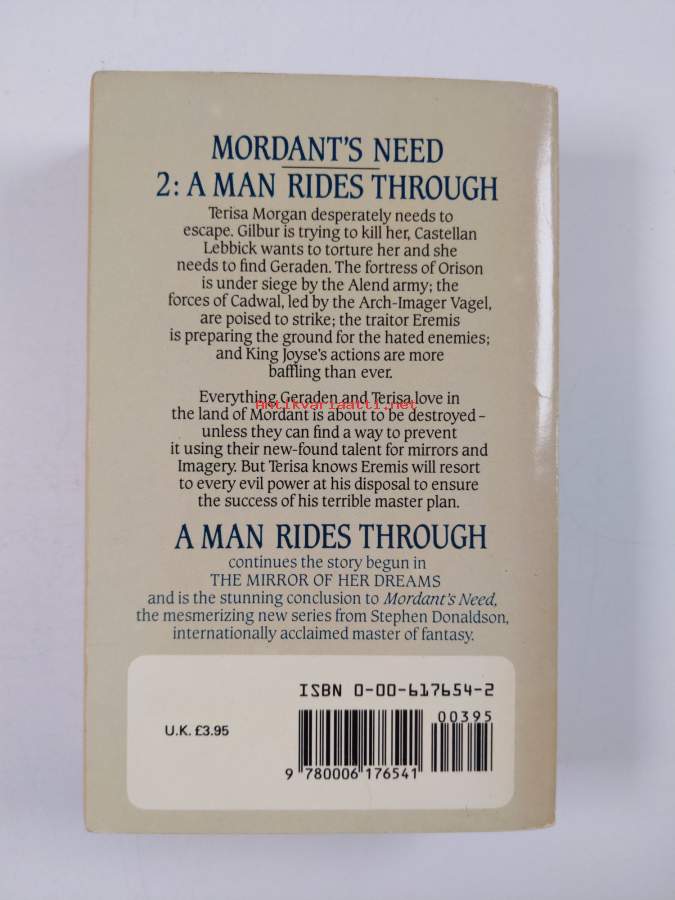 MORDANT'S NEED
2: A MAN RIDES THROUGH
Terisa Morgan desperately needs to
escape. Gilbur is trying to kill her, Castellan
Lebbick wants to torture her and she
needs to find Geraden. The fortress of Orison
is under siege by the Alend army; the
forces of Cadwal, led by the Arch-Imager Vagel,
are poised to strike; the traitor Eremis
is preparing the ground for the hated enemies;
and King Joyse's actions are more
baffling than ever.
Everything Geraden and Terisa love in
Antikvariaatti.net
the land of Mordant is about to be destroyed –
unless they can find a way to prevent
it using their new-found talent for mirrors and
Imagery. But Terisa knows Eremis will resort
to every evil power at his disposal to ensure
the success of his terrible master plan.
A MAN RIDES THROUGH
continues the story begun in
THE MIRROR OF HER DREAMS
and is the stunning conclusion to Mordant's Need,
the mesmerizing new series from Stephen Donaldson,
internationally acclaimed master of fantasy.
ISBN 0-00-617654-2
00395
U.K. £3.95
9 780006 176541